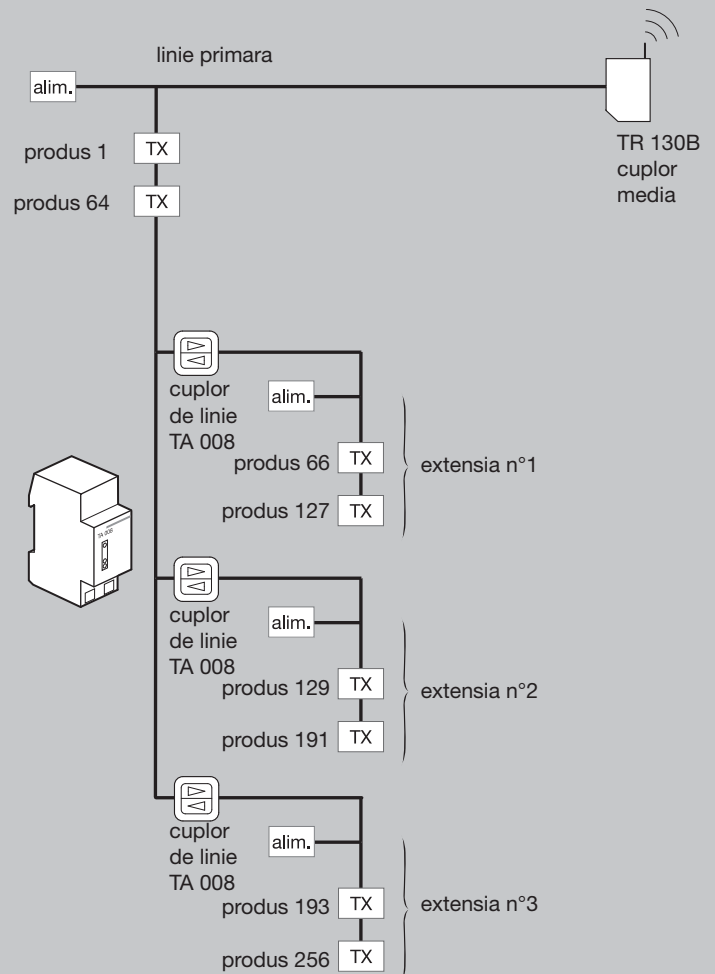 linie primara
alim.
TR 130B
cuplor
media
produs 1 TX
produs 64 TX
cuplor
de linie
TA 008
alim.
produs 66 TX
produs 127 TX
extensia n°1
TA 008
cuplor
de linie
TA 008
alim.
produs 129 TX
produs 191 TX
extensia n°2
cuplor
de linie
TA 008
alim.
produs 193 TX
produs 256 TX
extensia n°3